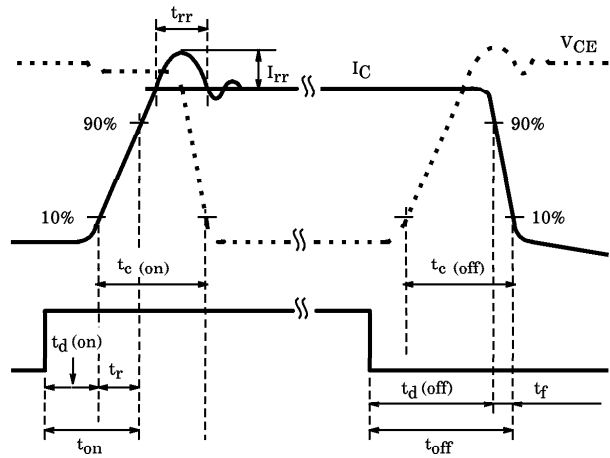 trr
Irr
IC
VCE
90%
90%
10%
10%
tc (on)
tc (off)
td (on)
tr
td (off)
tf
ton
toff